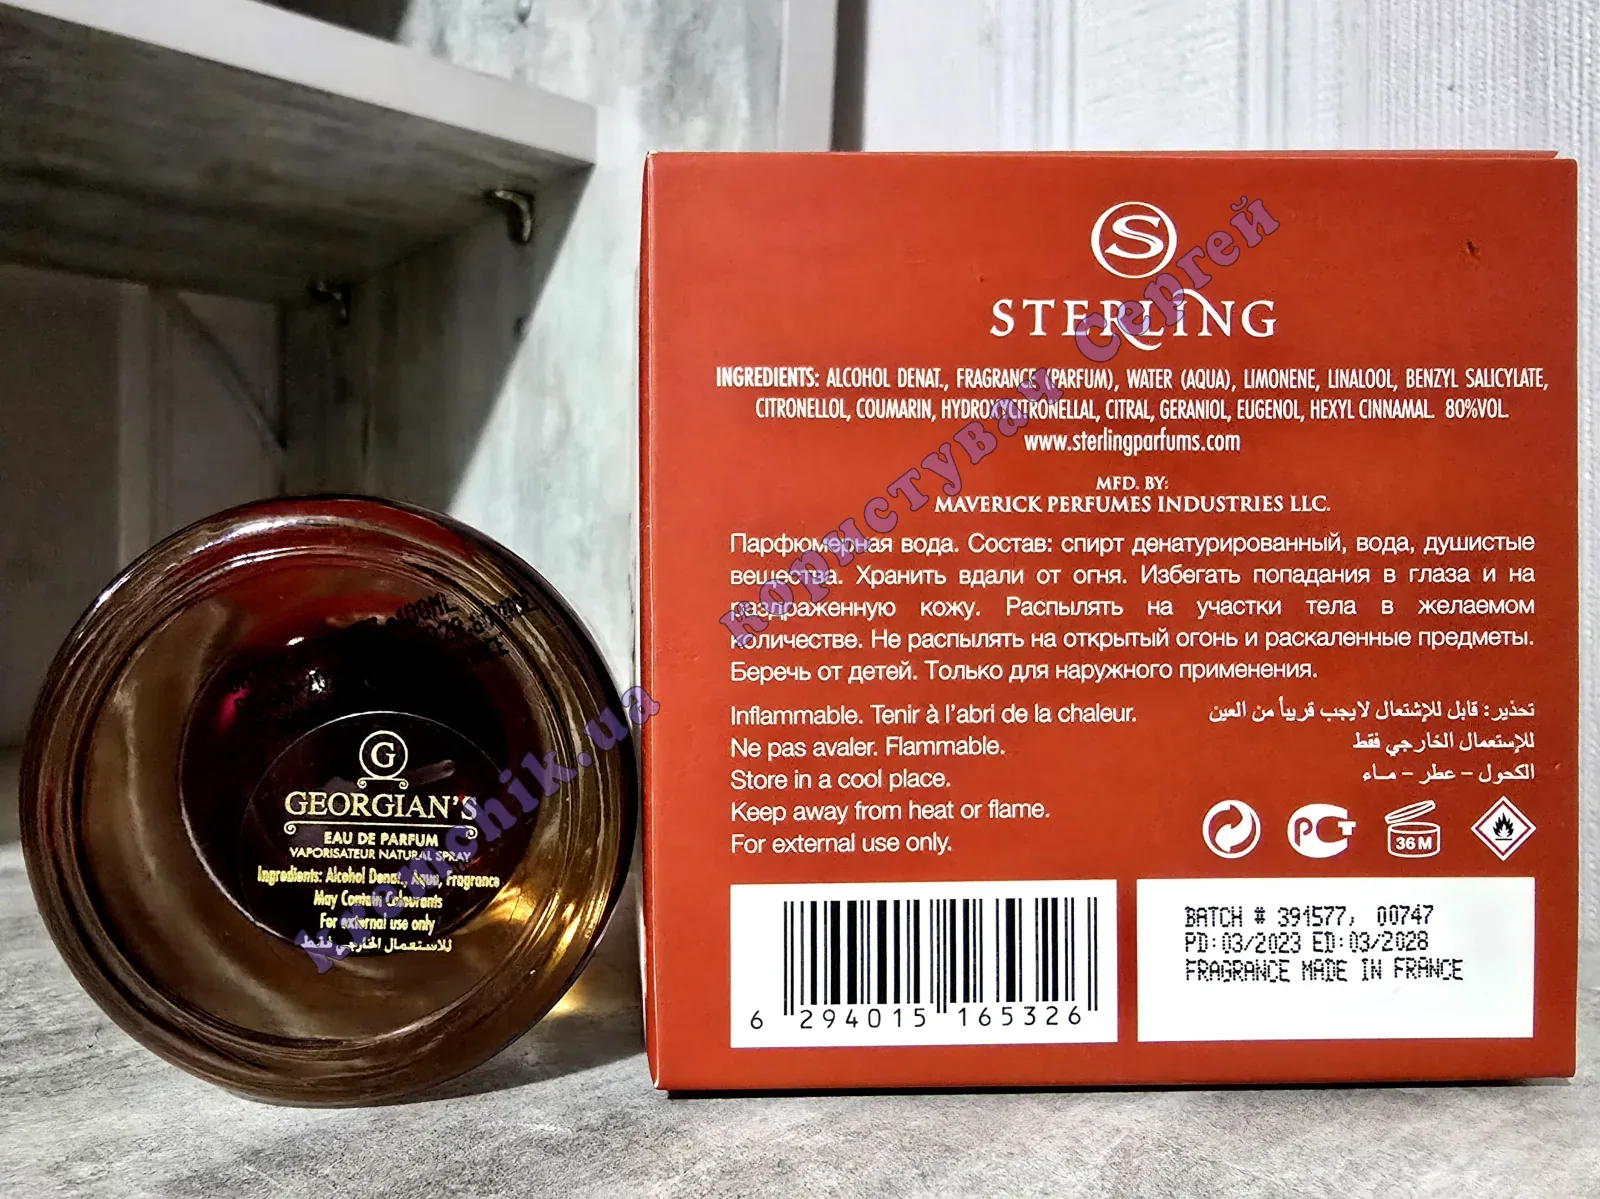 S
STERLING
INGREDIENTS: ALCOHOL DENAT., FRAGRANCE (PARFUM), WATER (AQUA), LIMONENE, LINALOOL, BENZYL SALICYLATE,
CITRONELLOL, COUMARIN, HYDROXYCITRONELLAL, CITRAL, GERANIOL, EUGENOL, HEXYL CINNAMAL. 80%VOL.
www.sterlingparfums.com
MFD. BY:
MAVERICK PERFUMES INDUSTRIES LLC.
Парфюмерная вода. Состав: спирт денатурированный, вода, душистые
вещества. Хранить вдали от огня. Избегать попадания в глаза и на
раздраженную кожу. Распылять на участки тела в желаемом
количестве. Не распылять на открытый огонь и раскаленные предметы.
Беречь от детей. Только для наружного применения.
Inflammable. Tenir à l'abri de la chaleur.
Ne pas avaler. Flammable.
Store in a cool place.
Keep away from heat or flame.
For external use only.
تحذير: قابل للإشتعال لايجب قريباً من العين
للإستعمال الخارجي فقط
الكحول - عطر - ماء
РСТ
36 M
6 294015 165326
BATCH # 391577, 00747
PD:03/2023 ED:03/2028
FRAGRANCE MADE IN FRANCE
100ML
G
GEORGIAN'S
EAU DE PARFUM
VAPORISATEUR NATURAL SPRAY
Ingredients: Alcohol Denat., Aqua, Fragrance
May Contain Colourants
For external use only
للاستعمال الخارجي فقط
користувач Сергей
kremenchik.ua